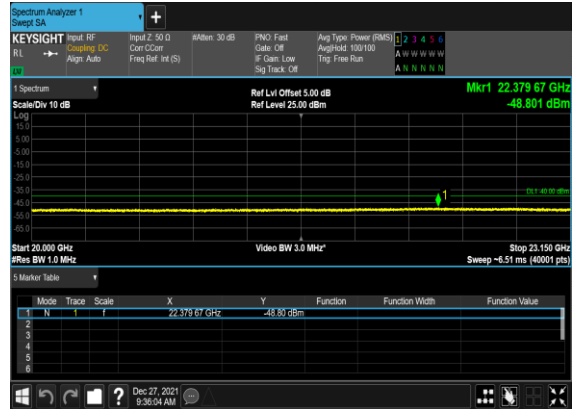 Spectrum Analyzer 1
Swept SA
+
KEYSIGHT Input: RF Input Z: 50 Ω #Atten: 30 dB PNO: Fast Avg Type: Power (RMS) 1 2 3 4 5 6
RL Coupling: DC Corr CCorr Gate: Off Avg|Hold: 100/100 A W W W W W
Align: Auto Freq Ref: Int (S) IF Gain: Low Trig: Free Run
Sig Track: Off A N N N N N
1 Spectrum Ref Lvl Offset 5.00 dB Mkr1 22.379 67 GHz
Scale/Div 10 dB Ref Level 25.00 dBm -48.801 dBm
Log
15.0
5.00
-5.00
-15.0
-25.0
-35.0 1 DL1 -40.00 dBm
-45.0
-55.0
-65.0
Start 20.000 GHz Video BW 3.0 MHz* Stop 23.150 GHz
#Res BW 1.0 MHz Sweep ~6.51 ms (40001 pts)
5 Marker Table
Mode Trace Scale X Y Function Function Width Function Value
1 N 1 f 22.379 67 GHz -48.80 dBm
2
3
4
5
6
? Dec 27, 2021
9:36:04 AM